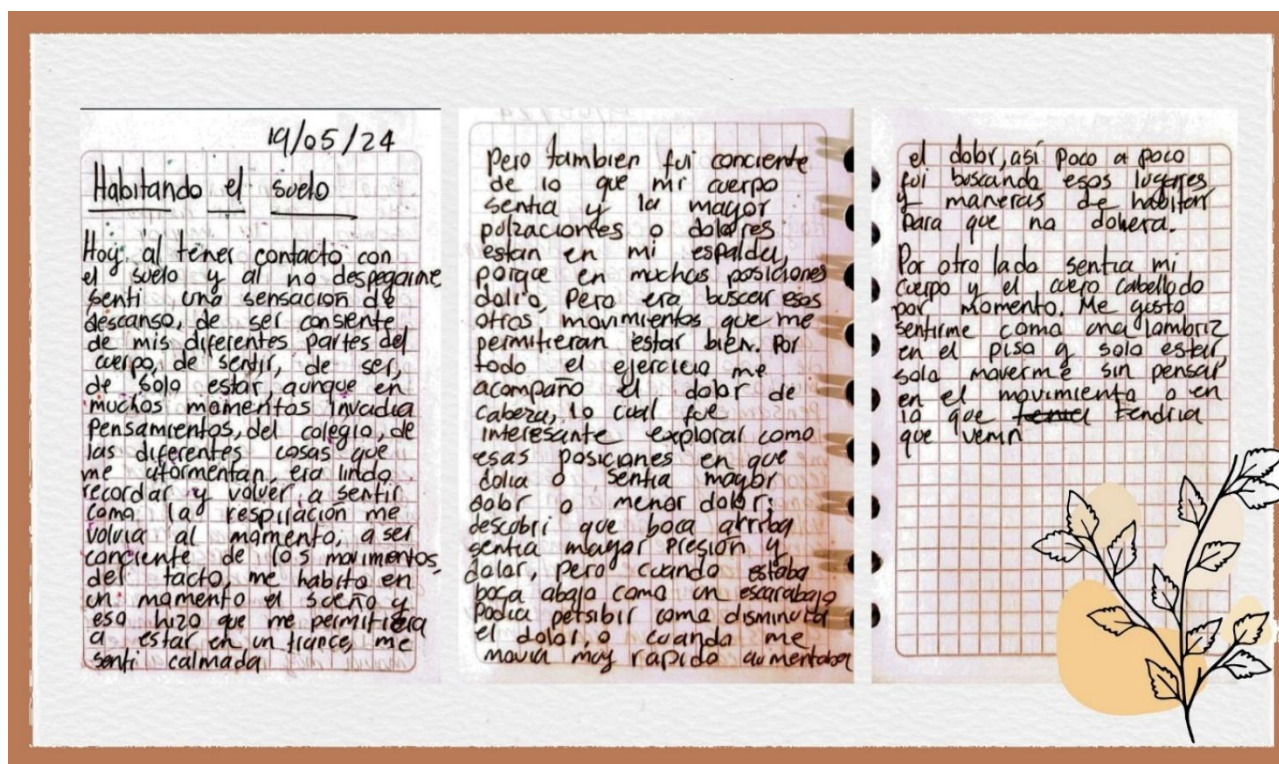 19/05/24
Habitando el suelo
Hoy, al tener contacto con
el suelo y al no despegarme
senti una sensación de
descanso, de ser consiente
de mis diferentes partes del
cuerpo, de sentir, de ser,
de solo estar aunque en
muchos momentos invadia
pensamientos, del colegio, de
las diferentes cosas que
me atormentan, era lindo
recordar y volver a sentir
como la respiración me
volvia al momento, a ser
conciente de los movimientos,
del tacto, me habito en
un momento el sueño y
eso hizo que me permitiera
a estar en un trance, me
senti calmada
Pero tambien fui conciente
de lo que mi cuerpo
sentia y la mayor
pulzaciones o dolores
estan en mi espalda,
porque en muchas posiciones
dolio, Pero era buscar esos
otros, movimientos que me
permitieran estar bien. Por
todo el ejercicio me
acompaño el dolor de
cabeza, lo cual fue
interesante explorar como
esas posiciones en que
dolia o sentia mayor
dolor o menor dolor;
descubri que boca arriba
sentia mayor presión y
dolor, pero cuando estaba
boca abajo como un escarabajo
Podia persibir como disminuia
el dolor, o cuando me
movia muy rapido aumentaba
el dolor, así poco a poco
fui buscando esos lugares
y maneras de habitar
Para que no doliera.
Por otro lado sentia mi
cuerpo y el cuero cabellodo
por momento. Me gusto
sentirme como una lombriz
en el piso y solo estar,
solo moverme sin pensar
en el movimiento o en
lo que tendria
que venir